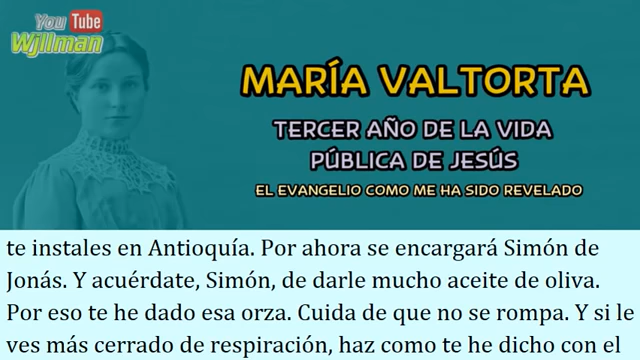 You Tube
Wjllman
MARÍA VALTORTA
TERCER AÑO DE LA VIDA
PÚBLICA DE JESÚS
EL EVANGELIO COMO ME HA SIDO REVELADO
te instales en Antioquía. Por ahora se encargará Simón de
Jonás. Y acuérdate, Simón, de darle mucho aceite de oliva.
Por eso te he dado esa orza. Cuida de que no se rompa. Y si le
ves más cerrado de respiración, haz como te he dicho con el